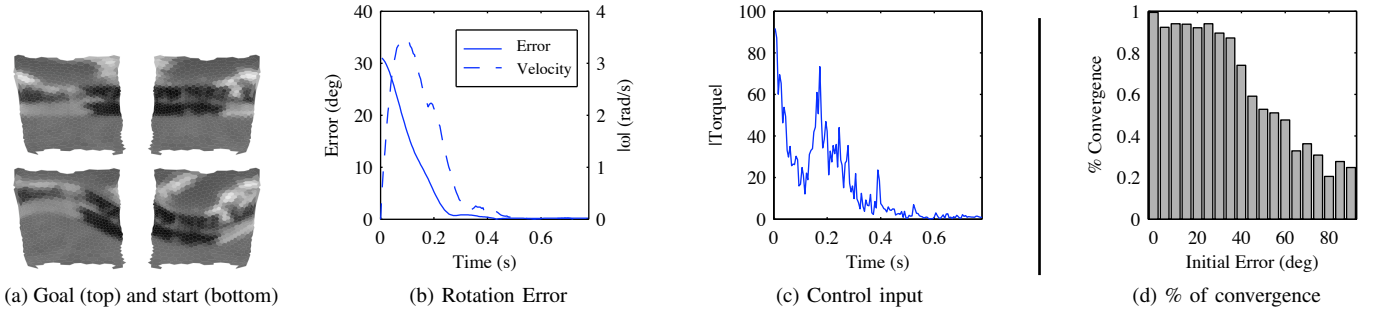 (a) Goal (top) and start (bottom)
40
30
20
10
0
Error (deg)
Error
Velocity
4
3
2
1
0
|ω| (rad/s)
0
0.2
0.4
0.6
Time (s)
(b) Rotation Error
100
80
60
40
20
0
|Torque|
0
0.2
0.4
0.6
Time (s)
(c) Control input
1
0.8
0.6
0.4
0.2
0
% Convergence
0
20
40
60
80
Initial Error (deg)
(d) % of convergence